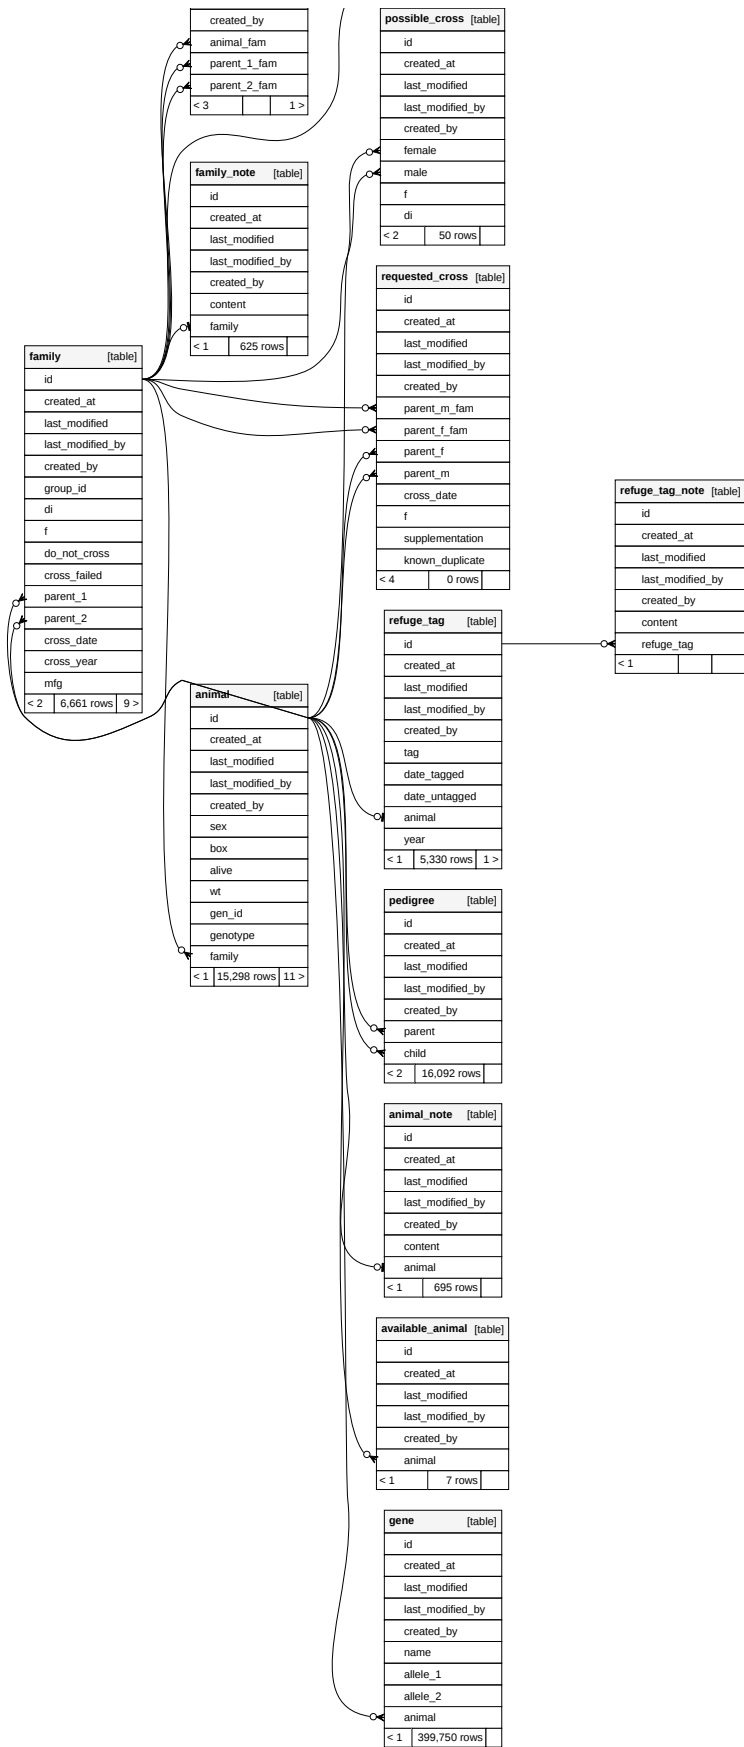 created_by
animal_fam
parent_1_fam
parent_2_fam
< 3 1 >
family_note [table]
id
created_at
last_modified
last_modified_by
created_by
content
family
< 1 625 rows
family [table]
id
created_at
last_modified
last_modified_by
created_by
group_id
di
f
do_not_cross
cross_failed
parent_1
parent_2
cross_date
cross_year
mfg
< 2 6,661 rows 9 >
animal [table]
id
created_at
last_modified
last_modified_by
created_by
sex
box
alive
wt
gen_id
genotype
family
< 1 15,298 rows 11 >
possible_cross [table]
id
created_at
last_modified
last_modified_by
created_by
female
male
f
di
< 2 50 rows
requested_cross [table]
id
created_at
last_modified
last_modified_by
created_by
parent_m_fam
parent_f_fam
parent_f
parent_m
cross_date
f
supplementation
known_duplicate
< 4 0 rows
refuge_tag [table]
id
created_at
last_modified
last_modified_by
created_by
tag
date_tagged
date_untagged
animal
year
< 1 5,330 rows 1 >
refuge_tag_note [table]
id
created_at
last_modified
last_modified_by
created_by
content
refuge_tag
< 1
pedigree [table]
id
created_at
last_modified
last_modified_by
created_by
parent
child
< 2 16,092 rows
animal_note [table]
id
created_at
last_modified
last_modified_by
created_by
content
animal
< 1 695 rows
available_animal [table]
id
created_at
last_modified
last_modified_by
created_by
animal
< 1 7 rows
gene [table]
id
created_at
last_modified
last_modified_by
created_by
name
allele_1
allele_2
animal
< 1 399,750 rows